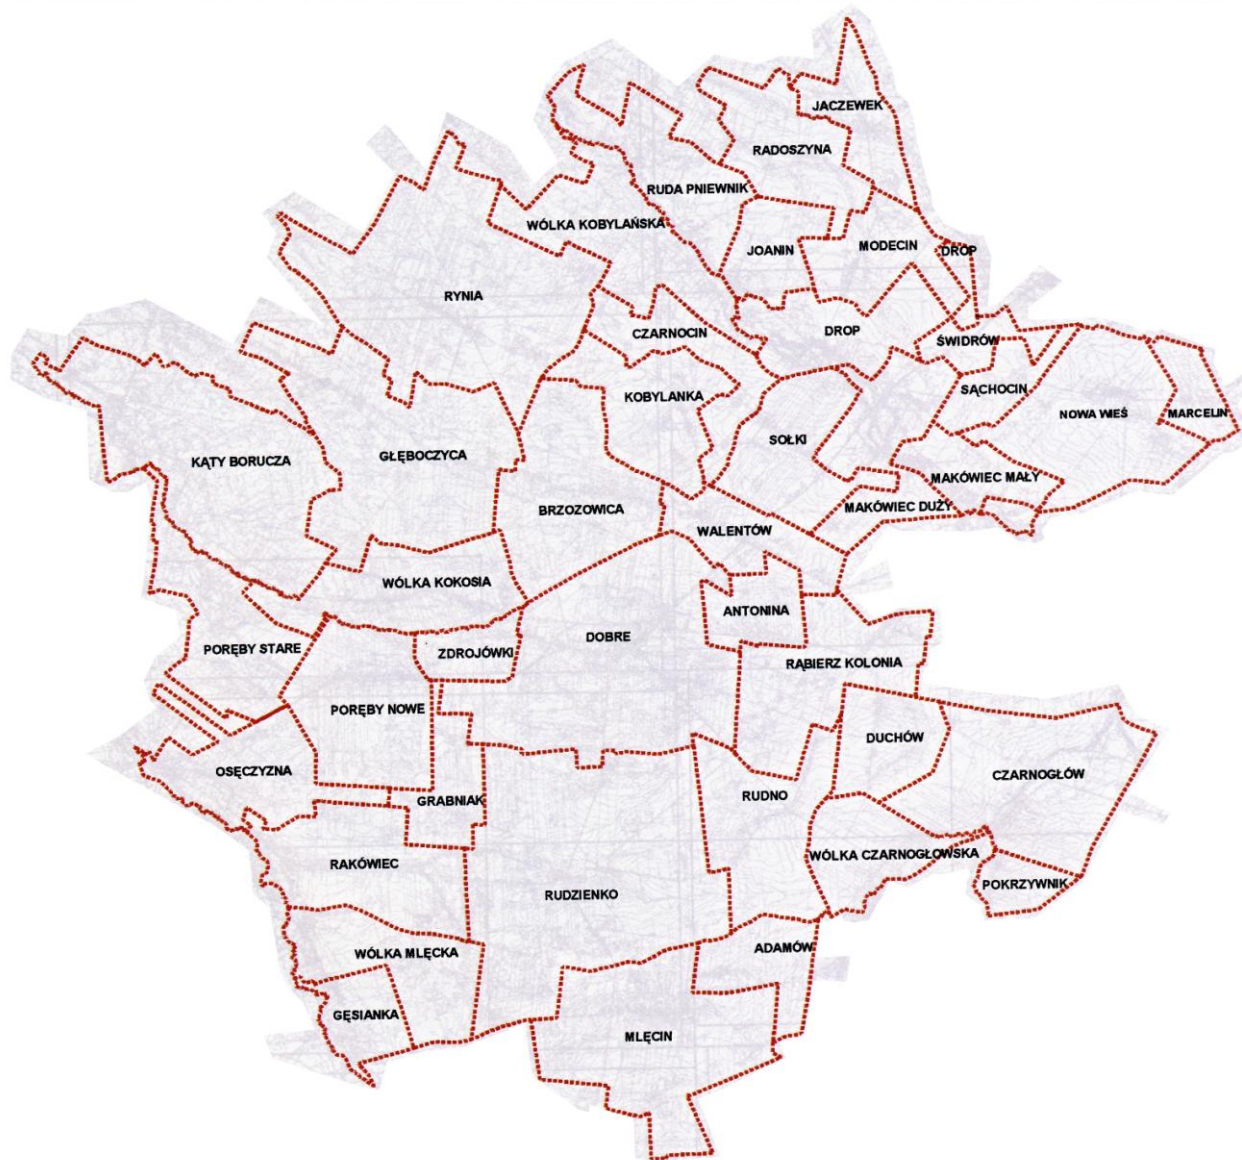 JACZEWEK
RADOSZYNA
RUDA PNIEWNIK
WÓLKA KOBYLAŃSKA
JOANIN
MODECIN
DROP
RYNIA
CZARNOCIN
DROP
ŚWIDRÓW
SĄCHOCIN
KOBYLANKA
NOWA WIEŚ
MARCELIN
SOŁKI
GŁĘBOCZYCA
KĄTY BORUCZA
MAKÓWIEC MAŁY
MAKÓWIEC DUŻY
BRZOZOWICA
WALENTÓW
WÓLKA KOKOSIA
ANTONINA
DOBRE
PORĘBY STARE
ZDROJÓWKI
RĄBIERZ KOLONIA
PORĘBY NOWE
DUCHÓW
OSĘCZYZNA
CZARNOGŁÓW
GRABNIAK
RUDNO
WÓLKA CZARNOGŁOWSKA
RAKÓWIEC
POKRZYWNIK
RUDZIENKO
ADAMÓW
WÓLKA MLĘCKA
GĘSIANKA
MLĘCIN